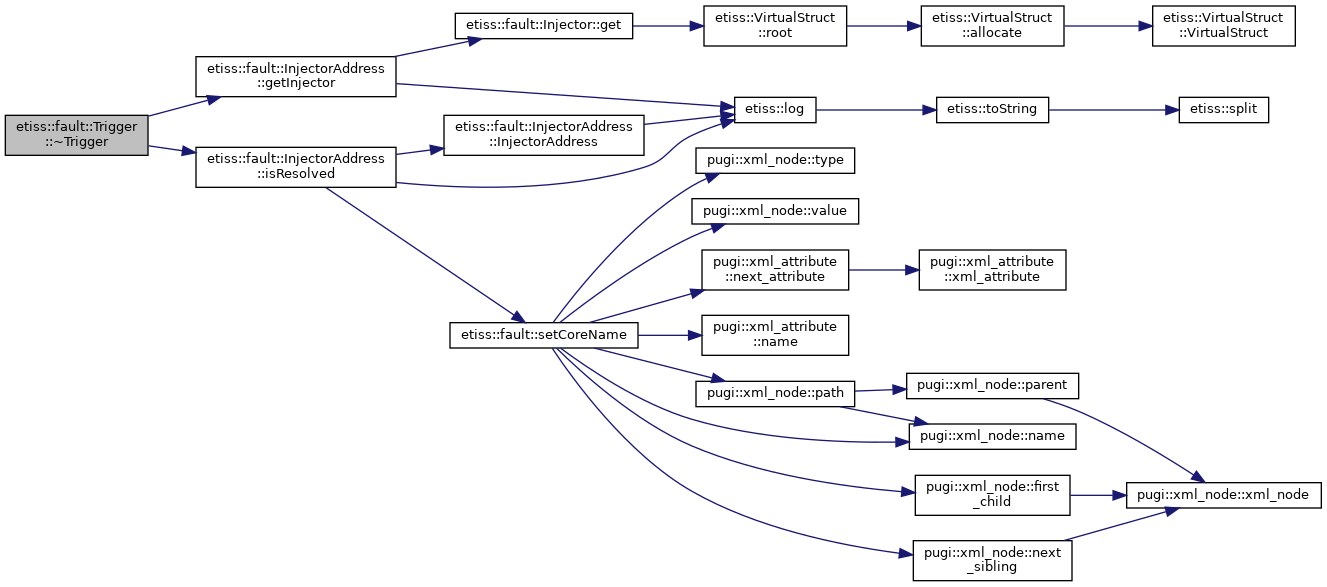 etiss::fault::Trigger
::~Trigger
etiss::fault::InjectorAddress
::getInjector
etiss::fault::InjectorAddress
::isResolved
etiss::fault::Injector::get
etiss::fault::InjectorAddress
::InjectorAddress
etiss::fault::setCoreName
etiss::VirtualStruct
::root
etiss::log
pugi::xml_node::type
pugi::xml_node::value
pugi::xml_attribute
::next_attribute
pugi::xml_attribute
::name
pugi::xml_node::path
etiss::VirtualStruct
::allocate
etiss::toString
pugi::xml_attribute
::xml_attribute
pugi::xml_node::parent
pugi::xml_node::name
pugi::xml_node::first
_child
pugi::xml_node::next
_sibling
etiss::VirtualStruct
::VirtualStruct
etiss::split
pugi::xml_node::xml_node